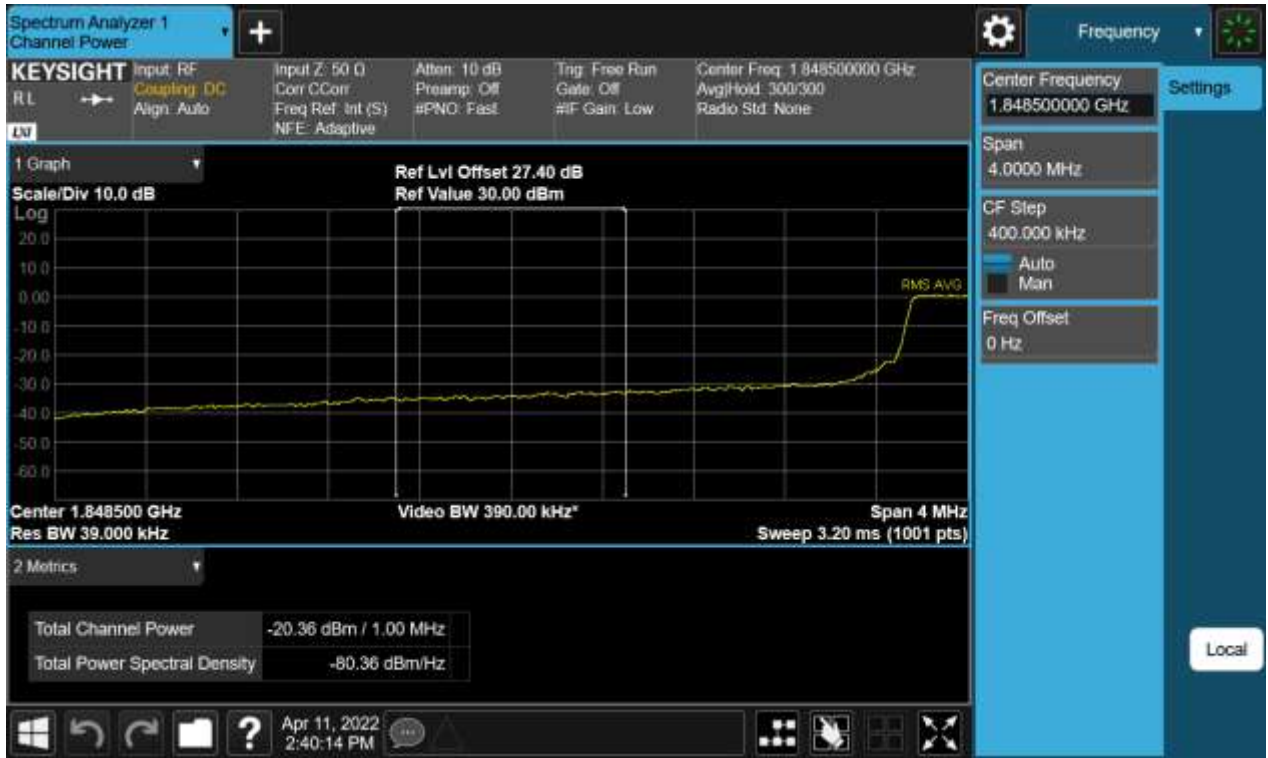 Spectrum Analyzer 1
Channel Power
+
Frequency
KEYSIGHT
RL
LXI
Input: RF
Coupling: DC
Align: Auto
Input Z: 50 Ω
Corr CCorr
Freq Ref: Int (S)
NFE: Adaptive
Atten: 10 dB
Preamp: Off
#PNO: Fast
Trig: Free Run
Gate: Off
#IF Gain: Low
Center Freq: 1.848500000 GHz
Avg|Hold: 300/300
Radio Std: None
Center Frequency
1.848500000 GHz
Settings
Span
4.0000 MHz
CF Step
400.000 kHz
Auto
Man
Freq Offset
0 Hz
Local
1 Graph
Scale/Div 10.0 dB
Ref Lvl Offset 27.40 dB
Ref Value 30.00 dBm
Log
20.0
10.0
0.00
-10.0
-20.0
-30.0
-40.0
-50.0
-60.0
RMS AVG
Center 1.848500 GHz
Video BW 390.00 kHz*
Span 4 MHz
Res BW 39.000 kHz
Sweep 3.20 ms (1001 pts)
2 Metrics
Total Channel Power -20.36 dBm / 1.00 MHz
Total Power Spectral Density -80.36 dBm/Hz
?
Apr 11, 2022
2:40:14 PM